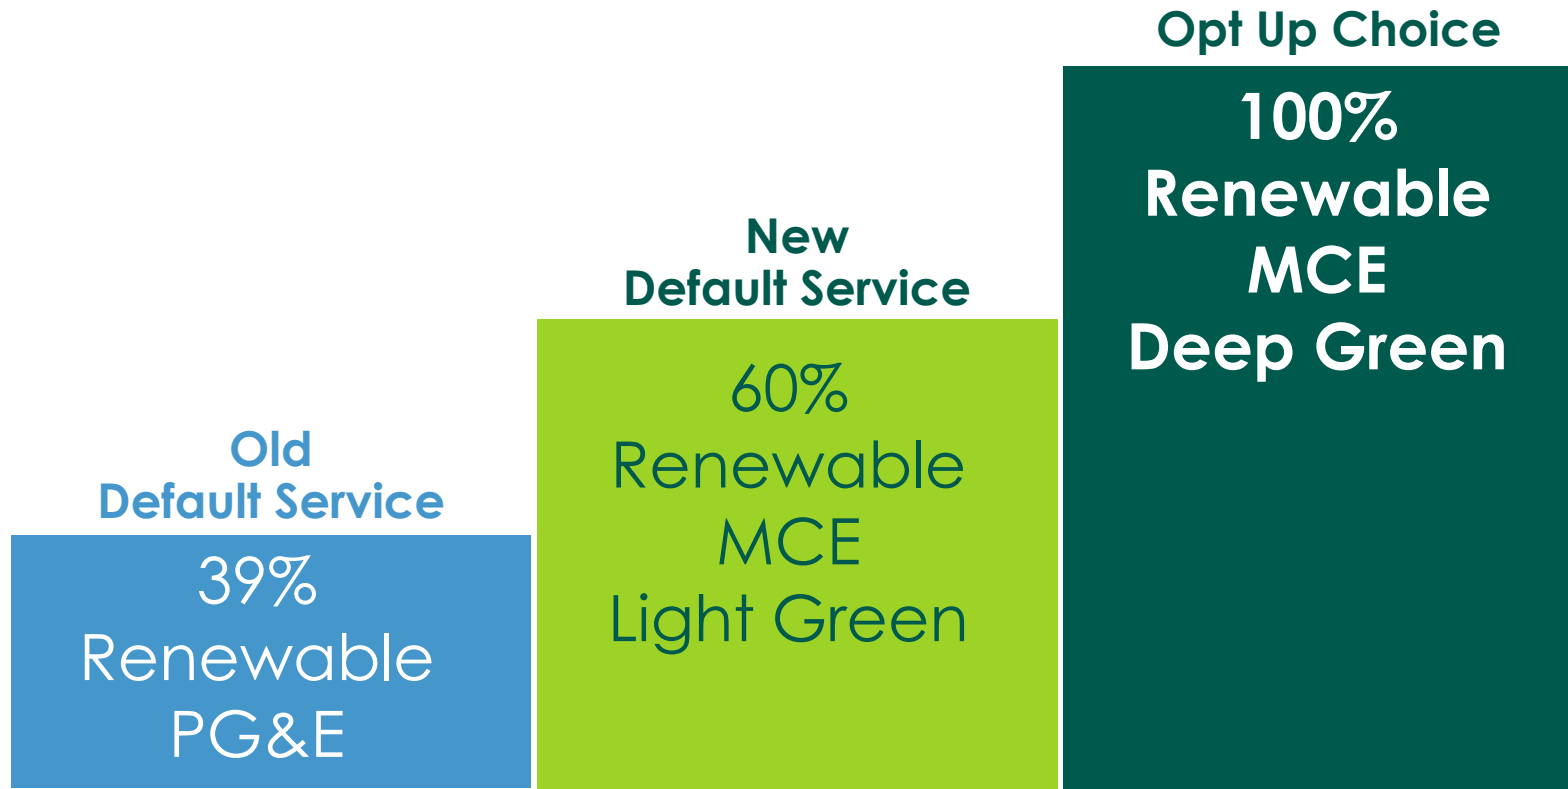 Old
Default Service
39%
Renewable
PG&E
New
Default Service
60%
Renewable
MCE
Light Green
Opt Up Choice
100%
Renewable
MCE
Deep Green